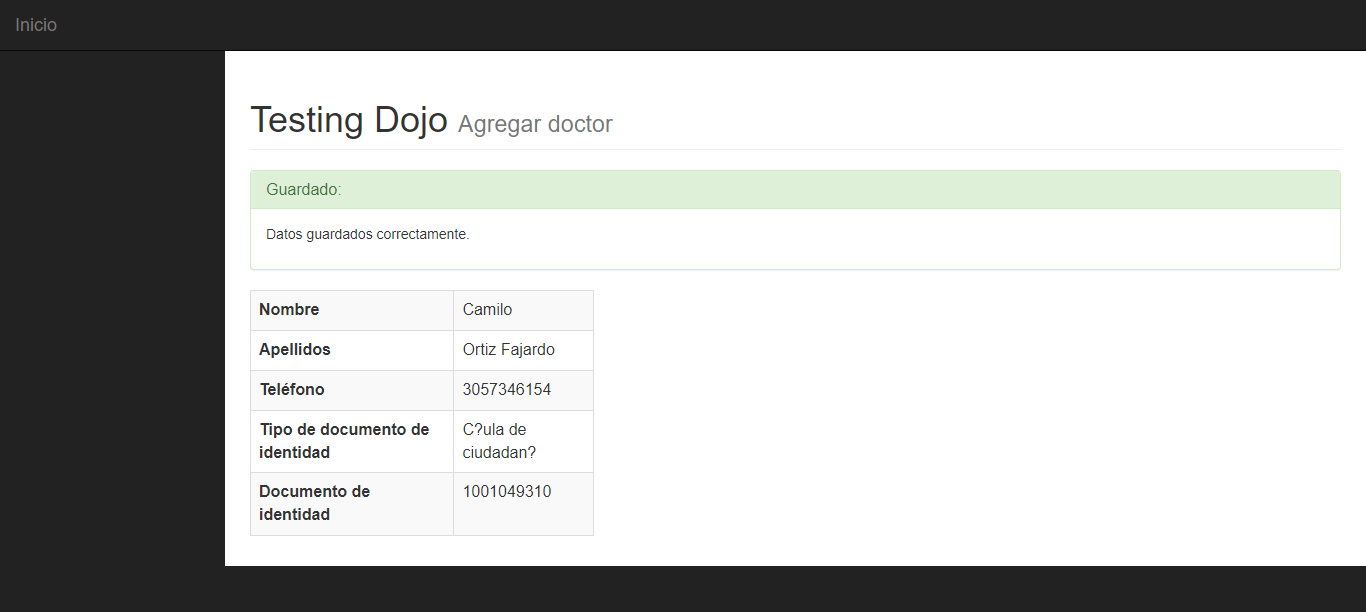 Inicio
Testing Dojo Agregar doctor
Guardado:
Datos guardados correctamente.
Nombre Camilo
Apellidos Ortiz Fajardo
Teléfono 3057346154
Tipo de documento de
identidad
C?ula de
ciudadan?
Documento de
identidad
1001049310